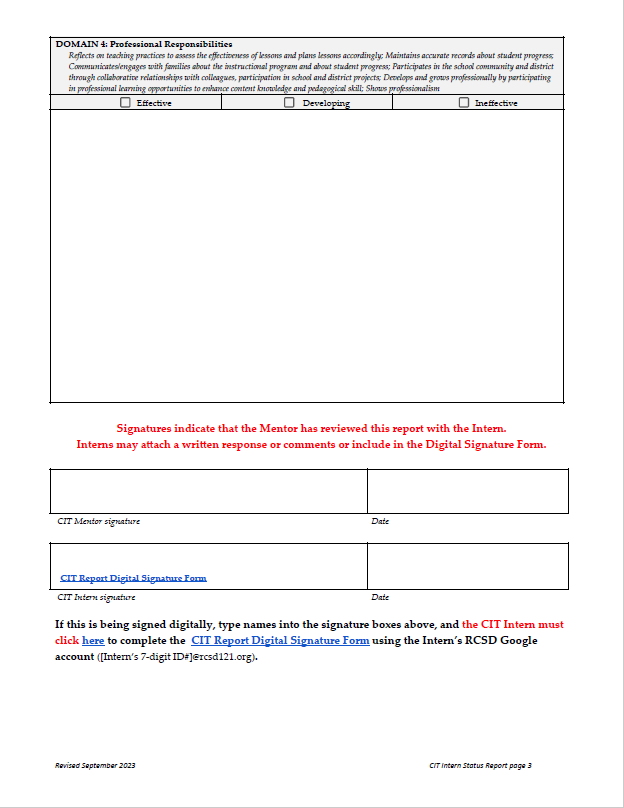 DOMAIN 4: Professional Responsibilities
Reflects on teaching practices to assess the effectiveness of lessons and plans lessons accordingly; Maintains accurate records about student progress;
Communicates/engages with families about the instructional program and about student progress; Participates in the school community and district
through collaborative relationships with colleagues, participation in school and district projects; Develops and grows professionally by participating
in professional learning opportunities to enhance content knowledge and pedagogical skill; Shows professionalism
☐ Effective ☐ Developing ☐ Ineffective
Signatures indicate that the Mentor has reviewed this report with the Intern.
Interns may attach a written response or comments or include in the Digital Signature Form.
CIT Mentor signature Date
CIT Report Digital Signature Form
CIT Intern signature Date
If this is being signed digitally, type names into the signature boxes above, and the CIT Intern must
click here to complete the CIT Report Digital Signature Form using the Intern's RCSD Google
account ([Intern's 7-digit ID#]@rcsd121.org).
Revised September 2023 CIT Intern Status Report page 3